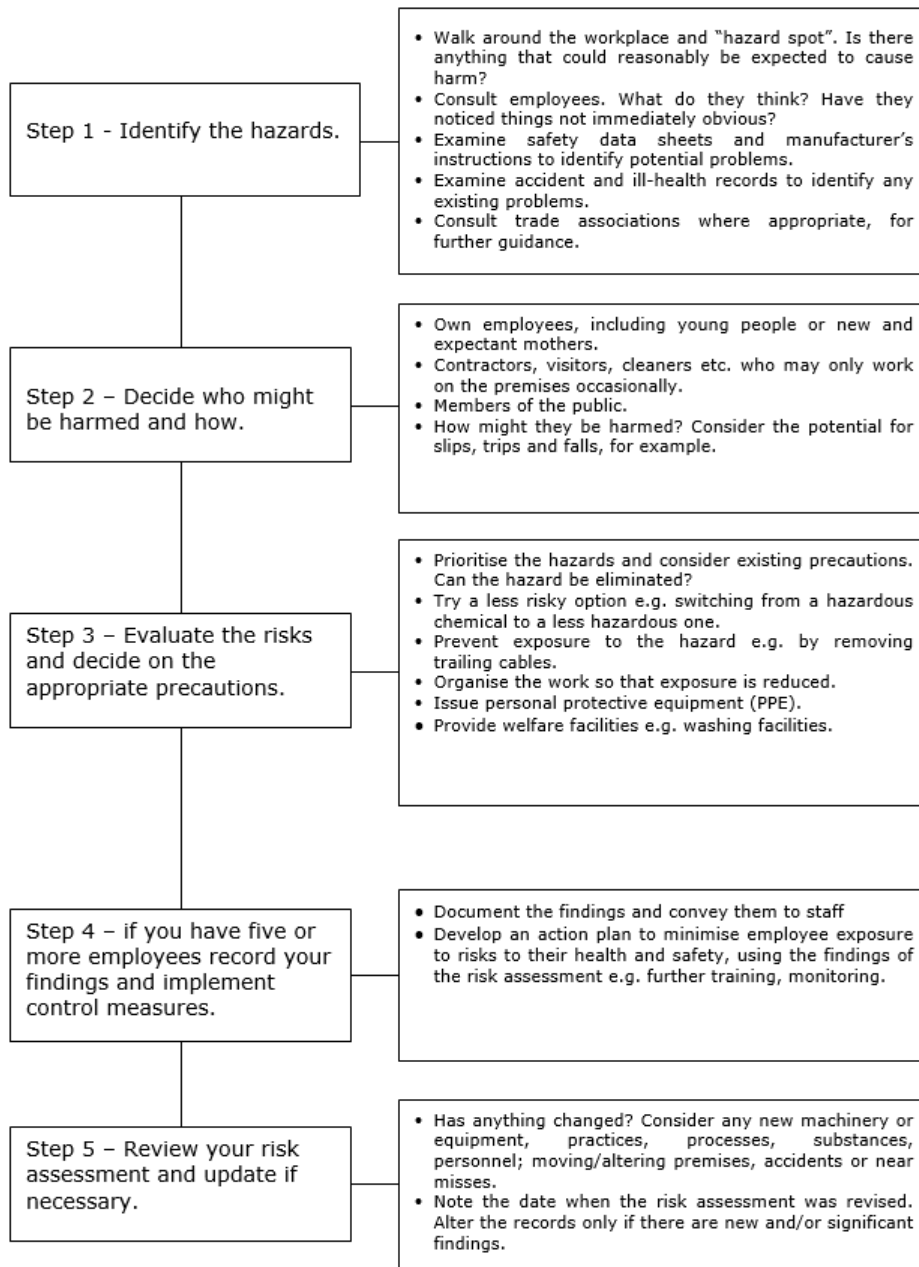 Step 1 - Identify the hazards.
• Walk around the workplace and “hazard spot”. Is there
anything that could reasonably be expected to cause
harm?
• Consult employees. What do they think? Have they
noticed things not immediately obvious?
• Examine safety data sheets and manufacturer’s
instructions to identify potential problems.
• Examine accident and ill-health records to identify any
existing problems.
• Consult trade associations where appropriate, for
further guidance.
Step 2 – Decide who might
be harmed and how.
• Own employees, including young people or new and
expectant mothers.
• Contractors, visitors, cleaners etc. who may only work
on the premises occasionally.
• Members of the public.
• How might they be harmed? Consider the potential for
slips, trips and falls, for example.
Step 3 – Evaluate the risks
and decide on the
appropriate precautions.
• Prioritise the hazards and consider existing precautions.
Can the hazard be eliminated?
• Try a less risky option e.g. switching from a hazardous
chemical to a less hazardous one.
• Prevent exposure to the hazard e.g. by removing
trailing cables.
• Organise the work so that exposure is reduced.
• Issue personal protective equipment (PPE).
• Provide welfare facilities e.g. washing facilities.
Step 4 – if you have five or
more employees record your
findings and implement
control measures.
• Document the findings and convey them to staff
• Develop an action plan to minimise employee exposure
to risks to their health and safety, using the findings of
the risk assessment e.g. further training, monitoring.
Step 5 – Review your risk
assessment and update if
necessary.
• Has anything changed? Consider any new machinery or
equipment, practices, processes, substances,
personnel; moving/altering premises, accidents or near
misses.
• Note the date when the risk assessment was revised.
Alter the records only if there are new and/or significant
findings.